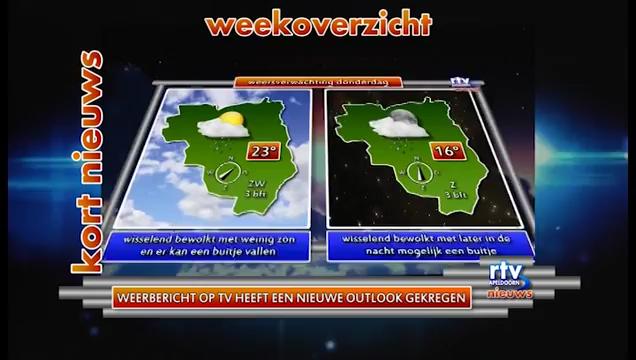 weekoverzicht
kort nieuws
weersverwachting donderdag
rtv
23°
N
W
O
Z
ZW
3 bft
wisselend bewolkt met weinig zon
en er kan een buitje vallen
16°
N
W
O
Z
Z
3 bft
wisselend bewolkt met later in de
nacht mogelijk een buitje
rtv
APELDOORN
nieuws
WEERBERICHT OP TV HEEFT EEN NIEUWE OUTLOOK GEKREGEN